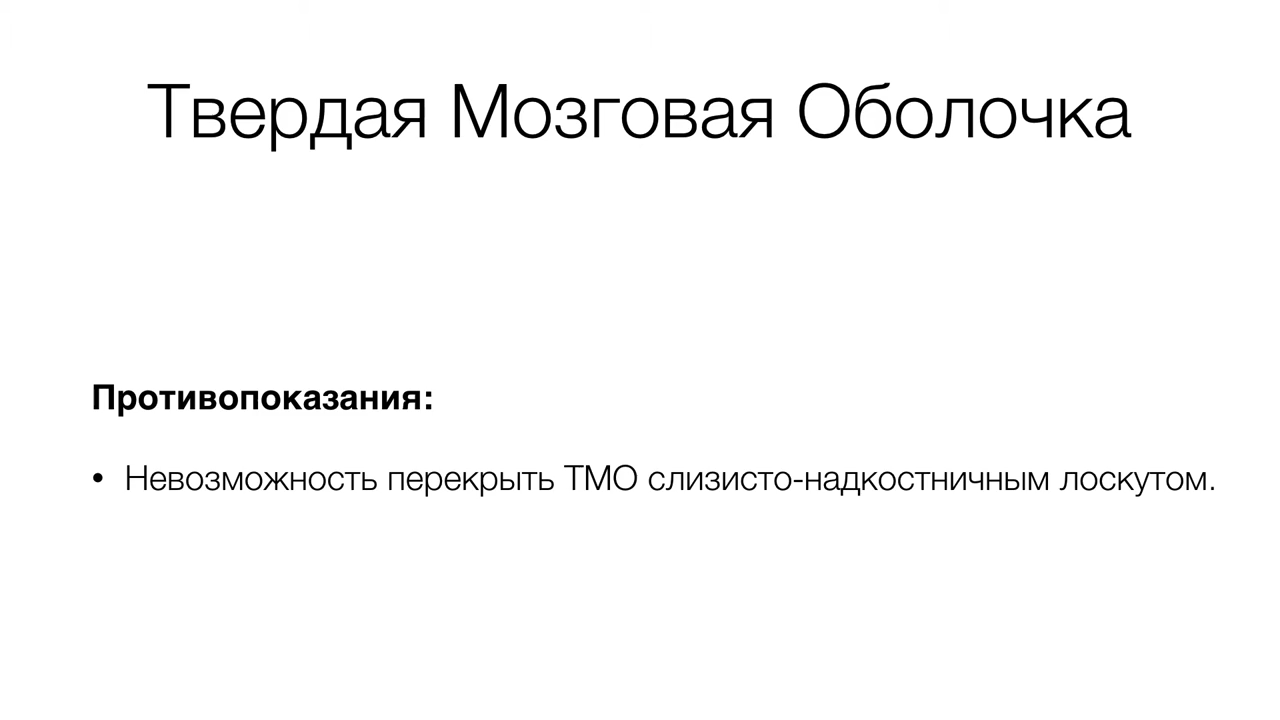 Твердая Мозговая Оболочка
Противопоказания:
• Невозможность перекрыть ТМО слизисто-надкостничным лоскутом.